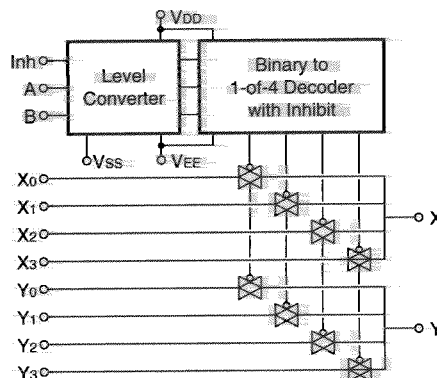 VDD
Inh
A
B
Level
Converter
Binary to
1-of-4 Decoder
with Inhibit
VSS
VEE
X0
X1
X2
X3
X
Y0
Y1
Y2
Y3
Y